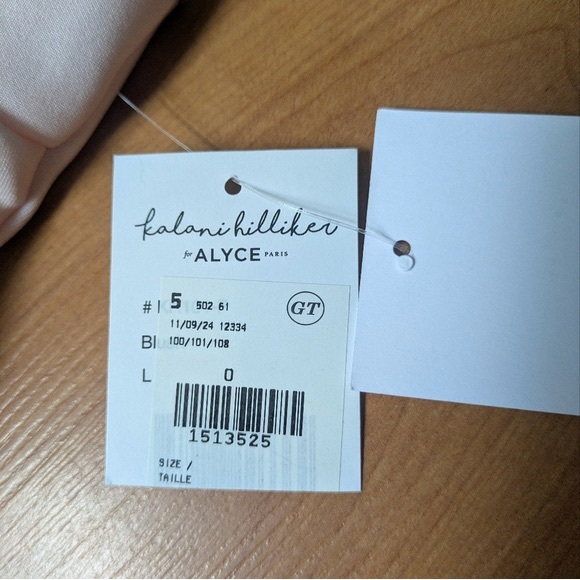 kalani hilliker
for ALYCE PARIS
5 502 61
GT
11/09/24 12334
#
100/101/108
Bl
L 0
1513525
SIZE /
TAILLE